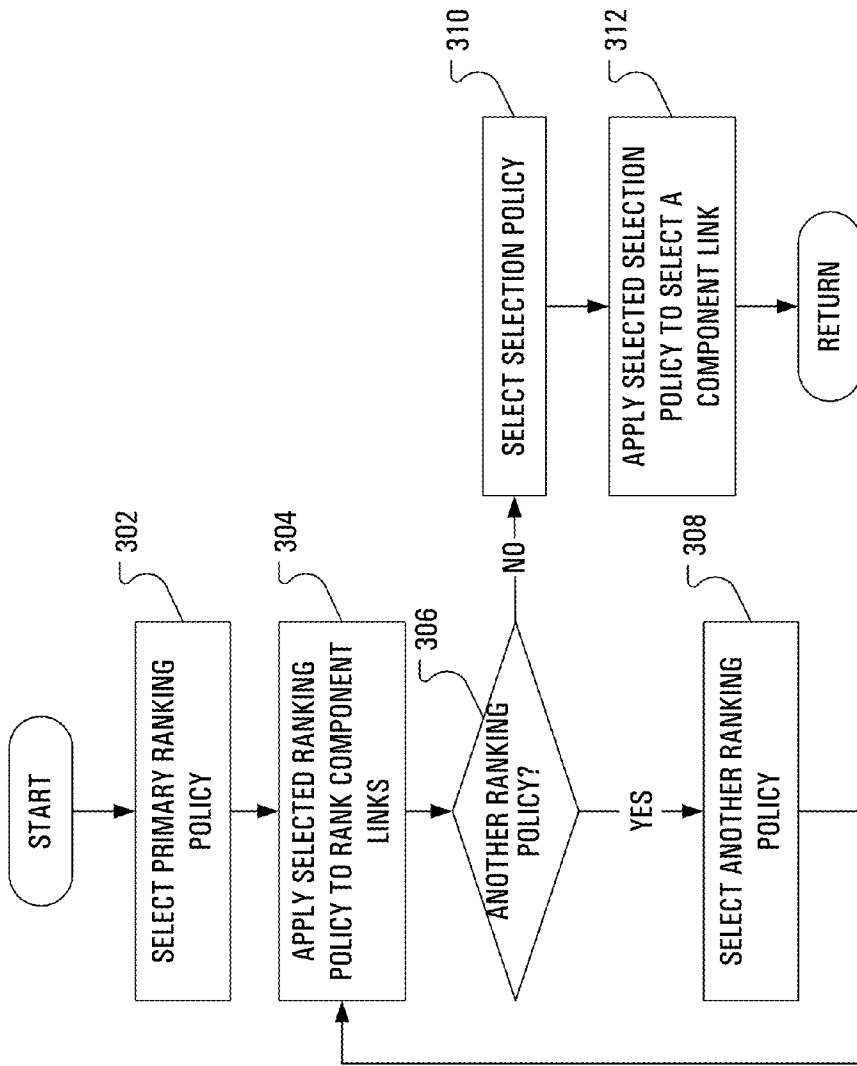 START
302
SELECT PRIMARY RANKING
POLICY
304
APPLY SELECTED RANKING
POLICY TO RANK COMPONENT
LINKS
306
ANOTHER RANKING
POLICY?
NO
YES
308
SELECT ANOTHER RANKING
POLICY
310
SELECT SELECTION POLICY
312
APPLY SELECTED SELECTION
POLICY TO SELECT A
COMPONENT LINK
RETURN